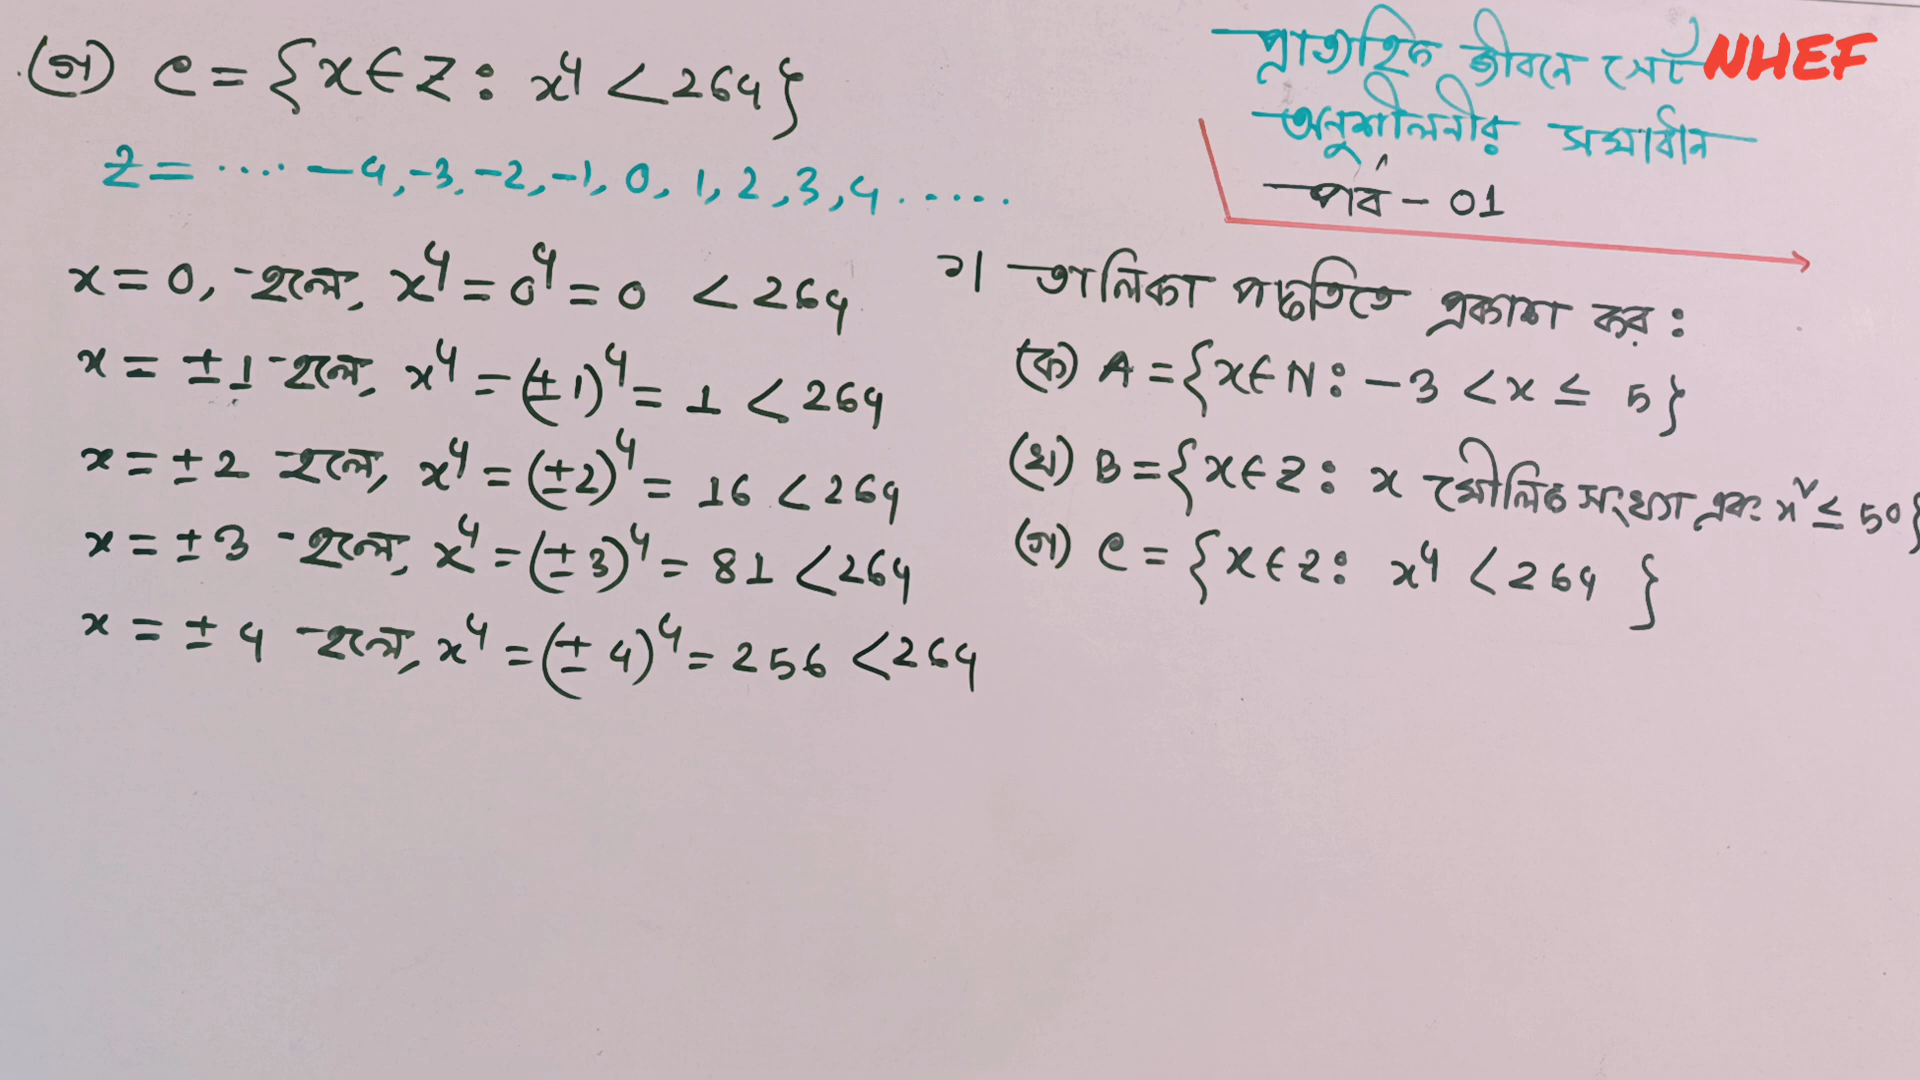 (গ) C = {x ∈ Z : x⁴ < 264}
Z = ···· -4, -3, -2, -1, 0, 1, 2, 3, 4 ·····
x = 0, হলে, x⁴ = 0⁴ = 0 < 264
x = ±1 হলে, x⁴ = (±1)⁴ = 1 < 264
x = ±2 হলে, x⁴ = (±2)⁴ = 16 < 264
x = ±3 হলে, x⁴ = (±3)⁴ = 81 < 264
x = ±4 হলে, x⁴ = (±4)⁴ = 256 < 264
প্রাত্যহিক জীবনে সেট NHEF
অনুশীলনীর সমাধান
পর্ব - 01
১। তালিকা পদ্ধতিতে প্রকাশ কর :
(ক) A = {x ∈ N : -3 < x ≤ 5}
(খ) B = {x ∈ Z : x মৌলিক সংখ্যা এবং x² ≤ 50}
(গ) C = {x ∈ Z : x⁴ < 264}